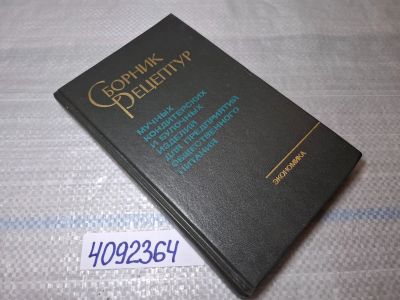 Сборник
Рецептур
МУЧНЫХ
КОНДИТЕРСКИХ
И БУЛОЧНЫХ
ИЗДЕЛИЙ
ДЛЯ ПРЕДПРИЯТИЙ
ОБЩЕСТВЕННОГО
ПИТАНИЯ
ЭКОНОМИКА
4092364